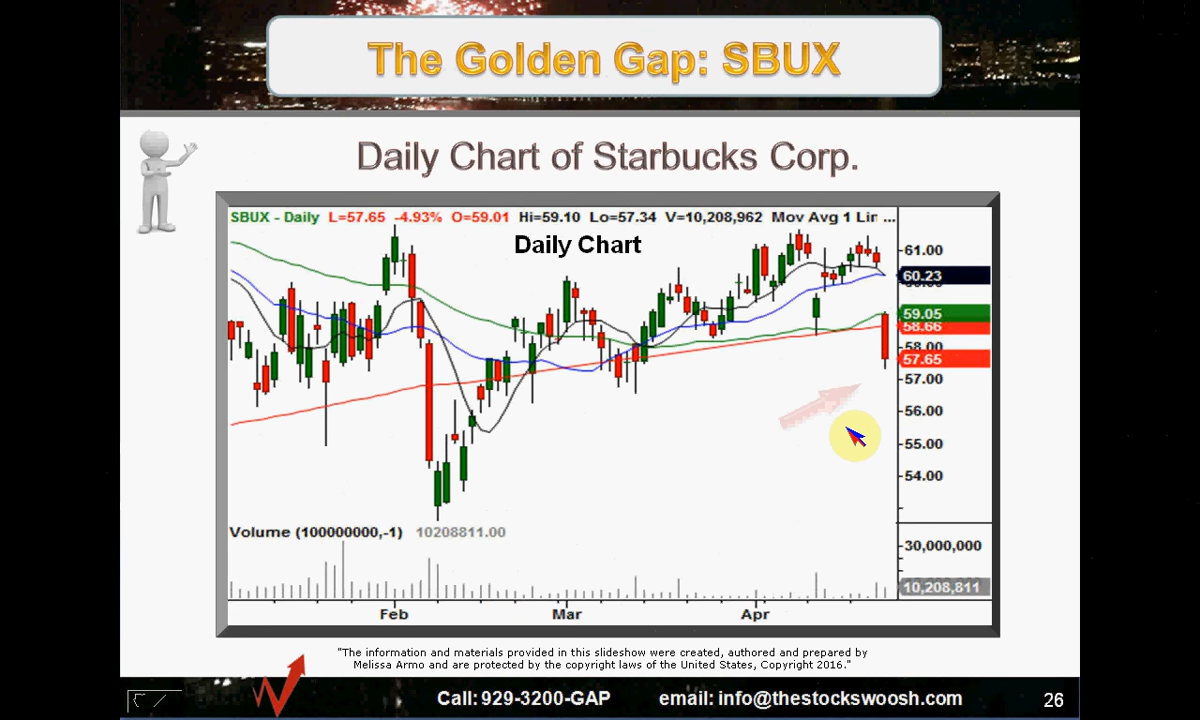 The Golden Gap: SBUX
Daily Chart of Starbucks Corp.
SBUX - Daily L=57.65 -4.93% O=59.01 Hi=59.10 Lo=57.34 V=10,208,962 Mov Avg 1 Lin ...
Daily Chart
61.00
60.23
59.05
58.66
58.00
57.65
57.00
56.00
55.00
54.00
Volume (100000000,-1) 10208811.00
30,000,000
10,208,811
Feb Mar Apr
"The information and materials provided in this slideshow were created, authored and prepared by
Melissa Armo and are protected by the copyright laws of the United States, Copyright 2016."
Call: 929-3200-GAP email: info@thestockswoosh.com 26